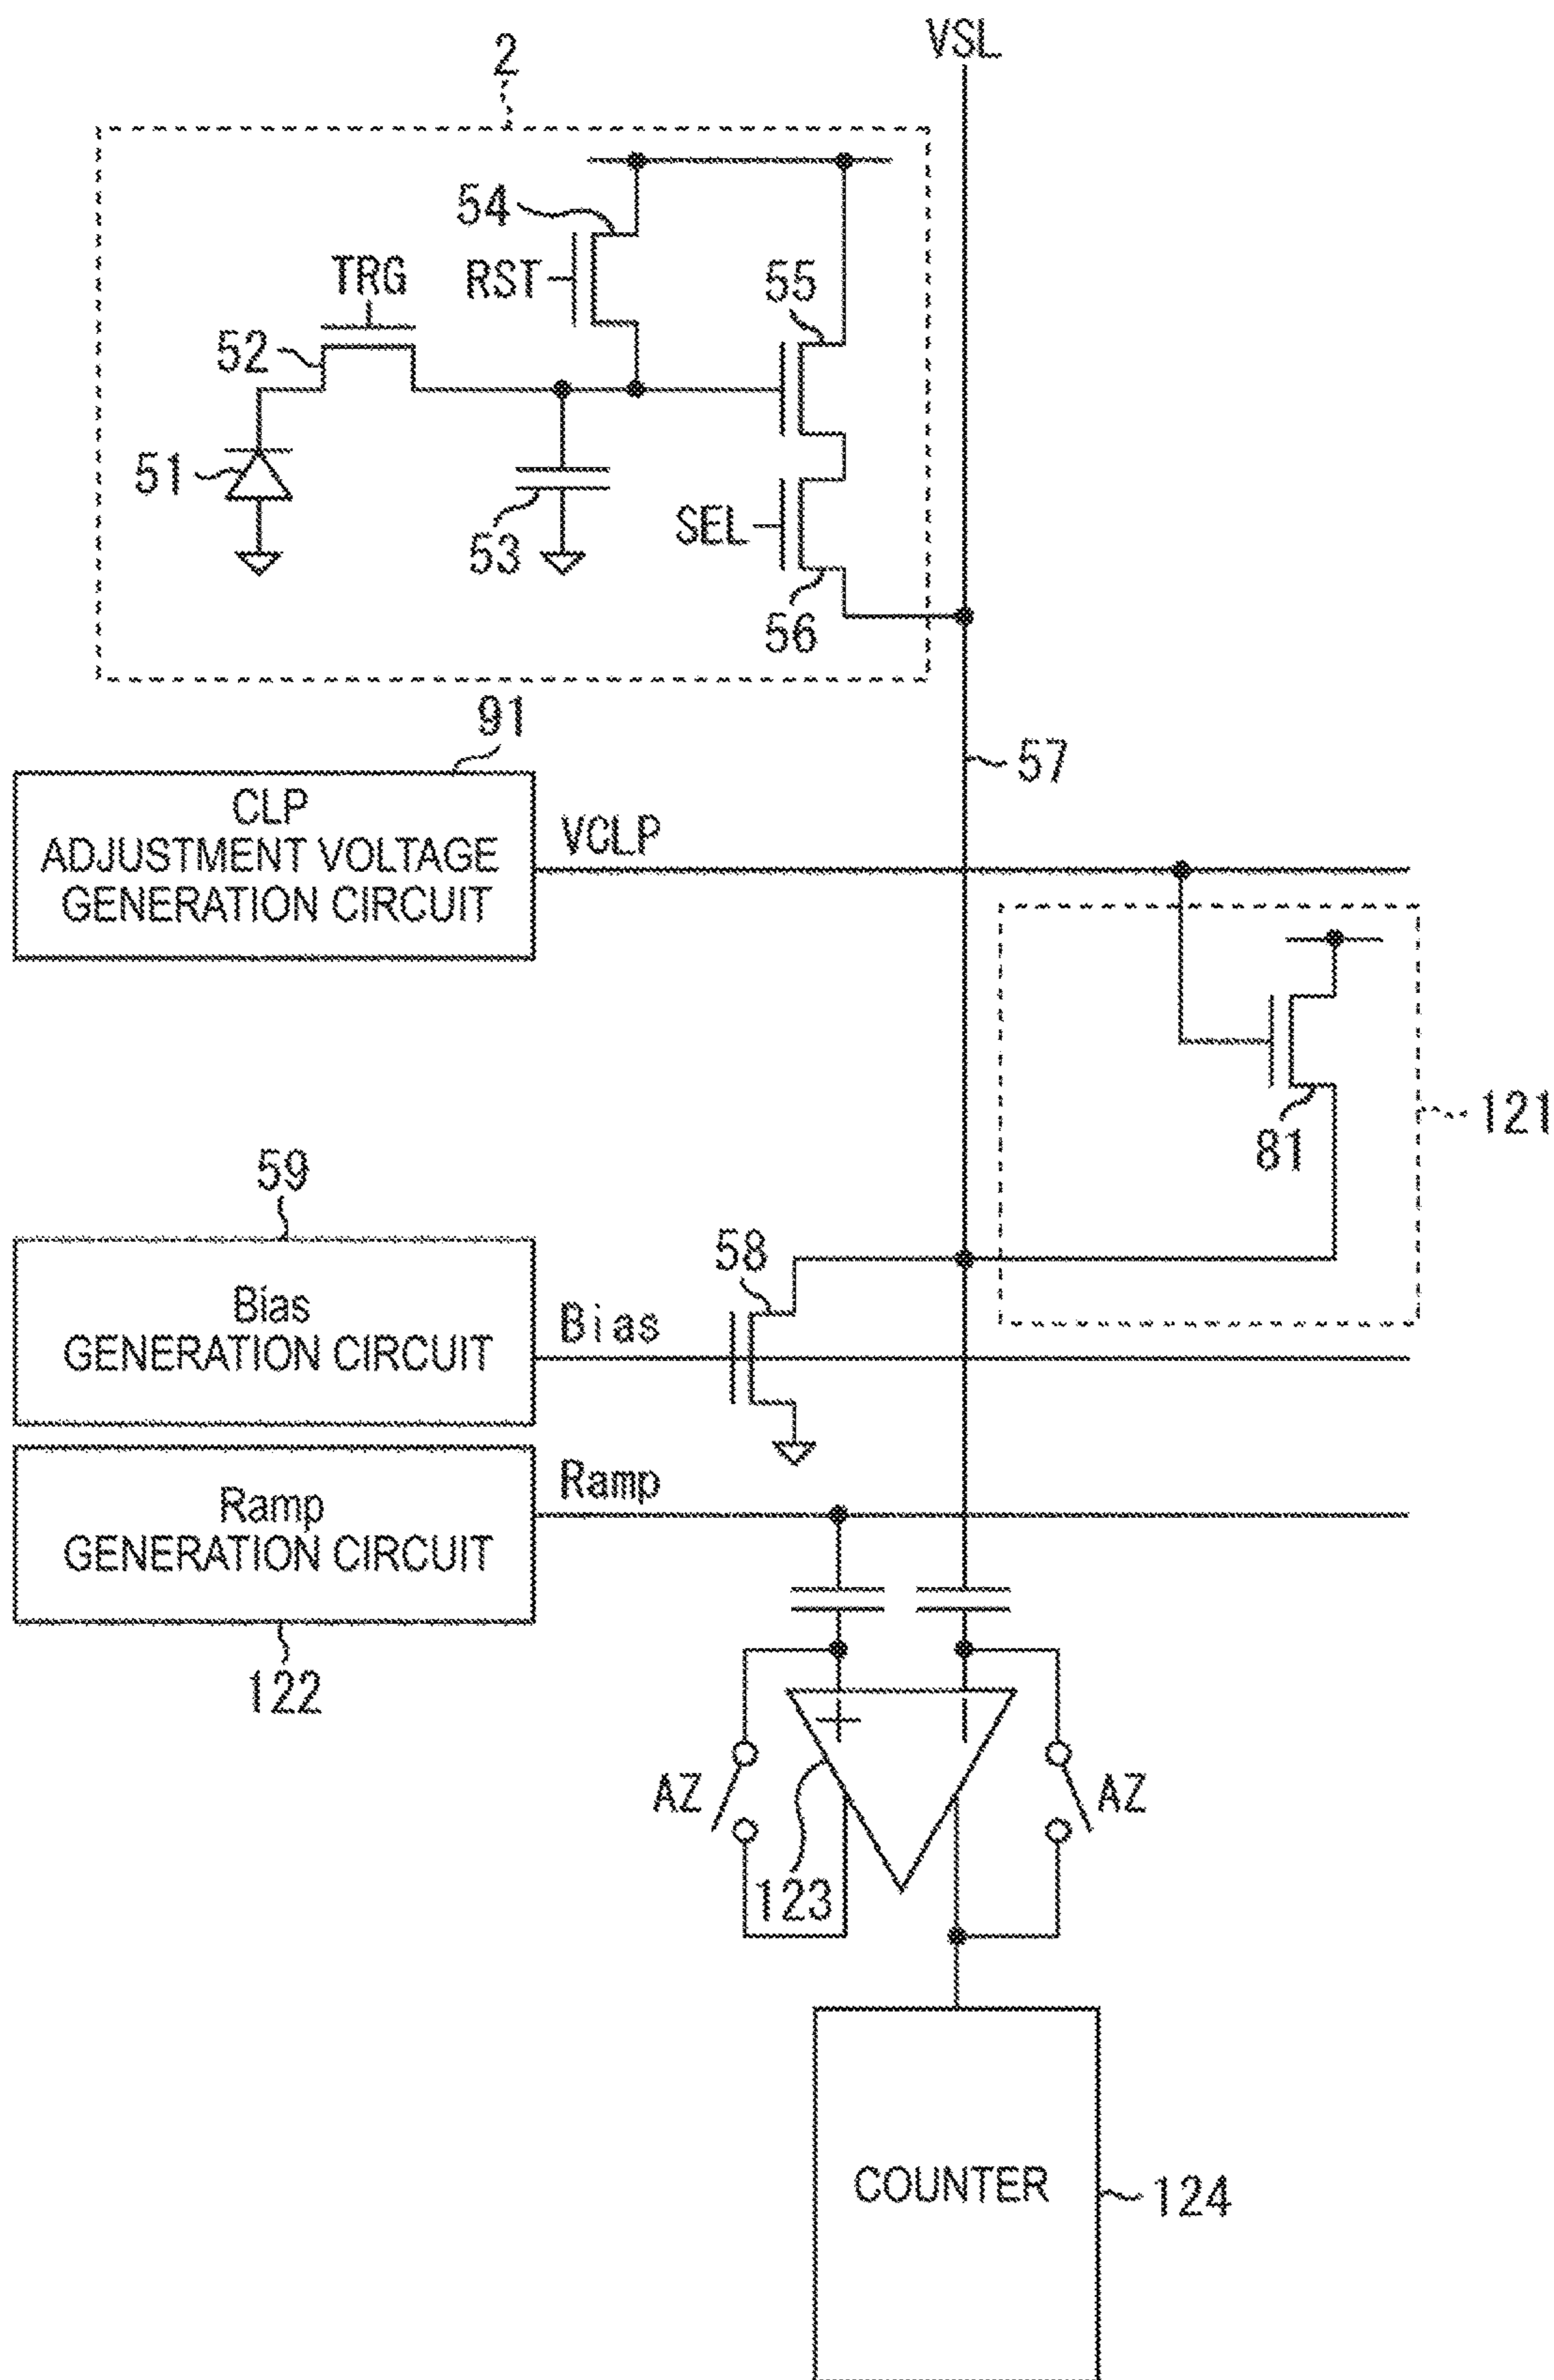 2
VSL
54
TRG
RST
55
52
51
53
SEL
56
91
57
CLP
ADJUSTMENT VOLTAGE
GENERATION CIRCUIT
VCLP
121
81
59
58
Bias
GENERATION CIRCUIT
Bias
Ramp
GENERATION CIRCUIT
Ramp
122
+
−
AZ
AZ
123
COUNTER
124